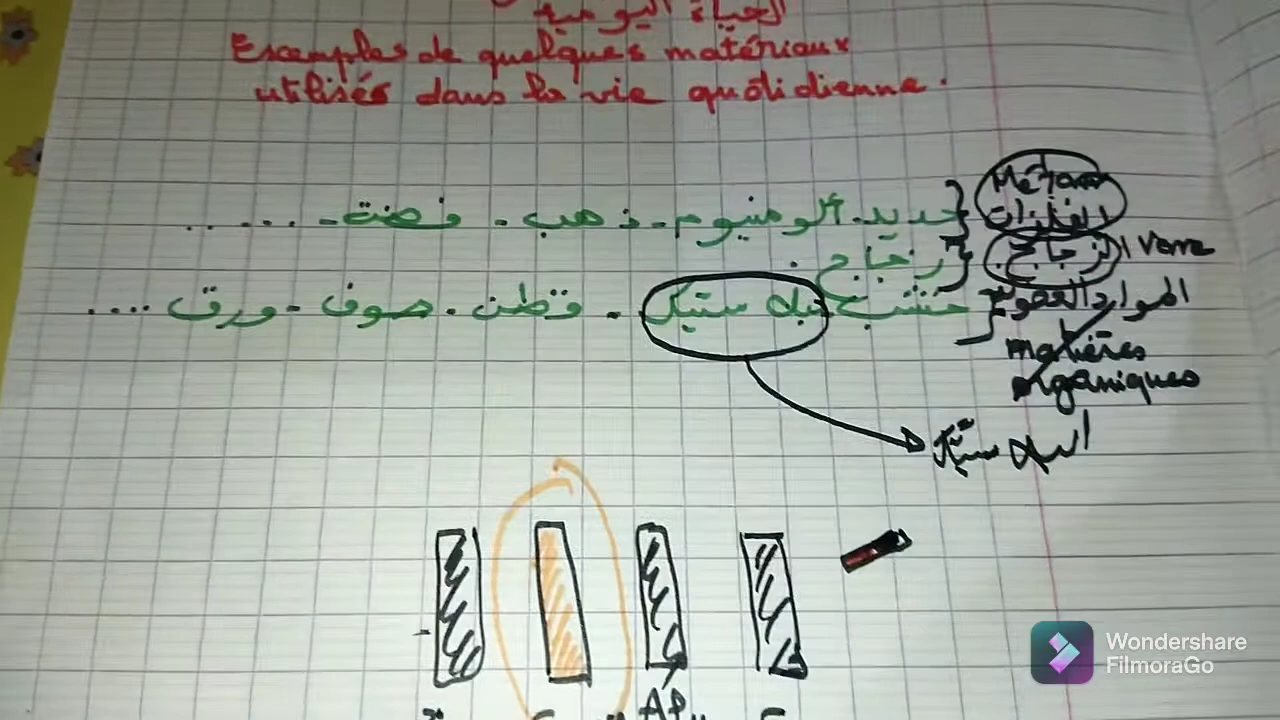 الحياة اليومية
Exemples de quelques matériaux
utilisés dans la vie quotidienne.
Métaux
الفلزات
حديد - ألومنيوم - ذهب - فضة - .....
الزجاج Verre
زجاج .
المواد العضوية
خشب - بلاستيك - قطن - صوف - ورق ....
matières
organiques
البلاستيك
Al
Wondershare
FilmoraGo